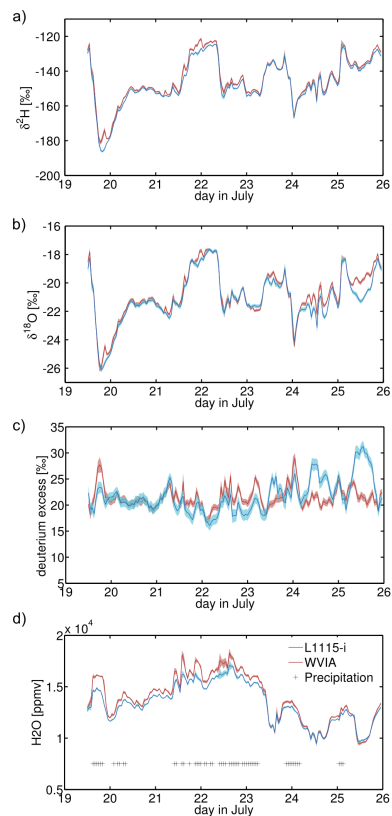 a)
-100
-120
-140
-160
-180
-200
δ²H [‰]
19 20 21 22 23 24 25 26
day in July
b)
-16
-18
-20
-22
-24
-26
δ¹⁸O [‰]
19 20 21 22 23 24 25 26
day in July
c)
35
30
25
20
15
10
5
deuterium excess [‰]
19 20 21 22 23 24 25 26
day in July
d)
x 10⁴
2
1.5
1
0.5
H2O [ppmv]
L1115-i
WVIA
Precipitation
19 20 21 22 23 24 25 26
day in July